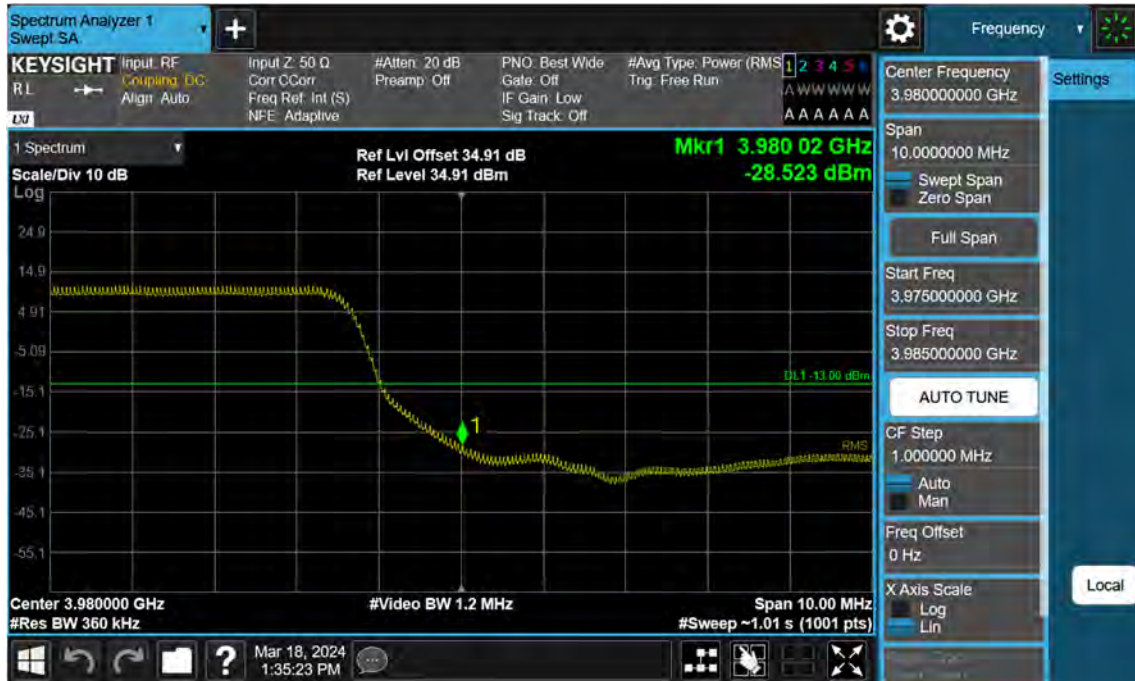 Spectrum Analyzer 1
Swept SA
+
Frequency
KEYSIGHT
RL
LXI
Input: RF
Coupling: DC
Align: Auto
Input Z: 50 Ω
Corr CCorr
Freq Ref: Int (S)
NFE: Adaptive
#Atten: 20 dB
Preamp: Off
PNO: Best Wide
Gate: Off
IF Gain: Low
Sig Track: Off
#Avg Type: Power (RMS
Trig: Free Run
1 2 3 4 5 6
A W W W W W
A A A A A A
Center Frequency
3.980000000 GHz
Settings
Span
10.0000000 MHz
Swept Span
Zero Span
Full Span
Start Freq
3.975000000 GHz
Stop Freq
3.985000000 GHz
AUTO TUNE
CF Step
1.000000 MHz
Auto
Man
Freq Offset
0 Hz
X Axis Scale
Log
Lin
Local
1 Spectrum
Scale/Div 10 dB
Ref Lvl Offset 34.91 dB
Ref Level 34.91 dBm
Mkr1 3.980 02 GHz
-28.523 dBm
Log
24.9
14.9
4.91
-5.09
DL1 -13.00 dBm
-15.1
1
-25.1
RMS
-35.1
-45.1
-55.1
Center 3.980000 GHz
#Video BW 1.2 MHz
Span 10.00 MHz
#Res BW 360 kHz
#Sweep ~1.01 s (1001 pts)
?
Mar 18, 2024
1:35:23 PM